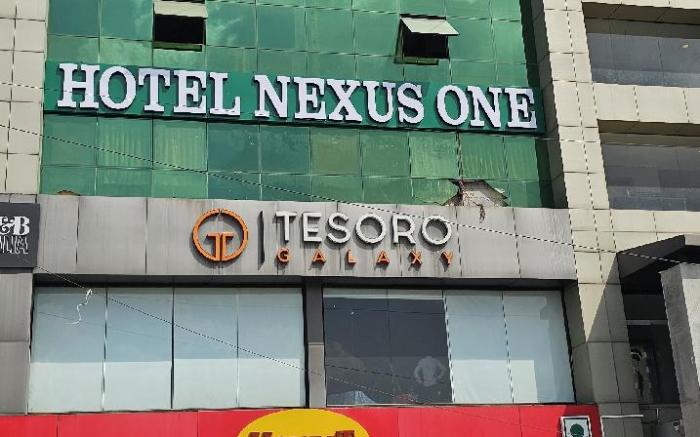 HOTEL NEXUS ONE
TESORO
GALAXY
&B